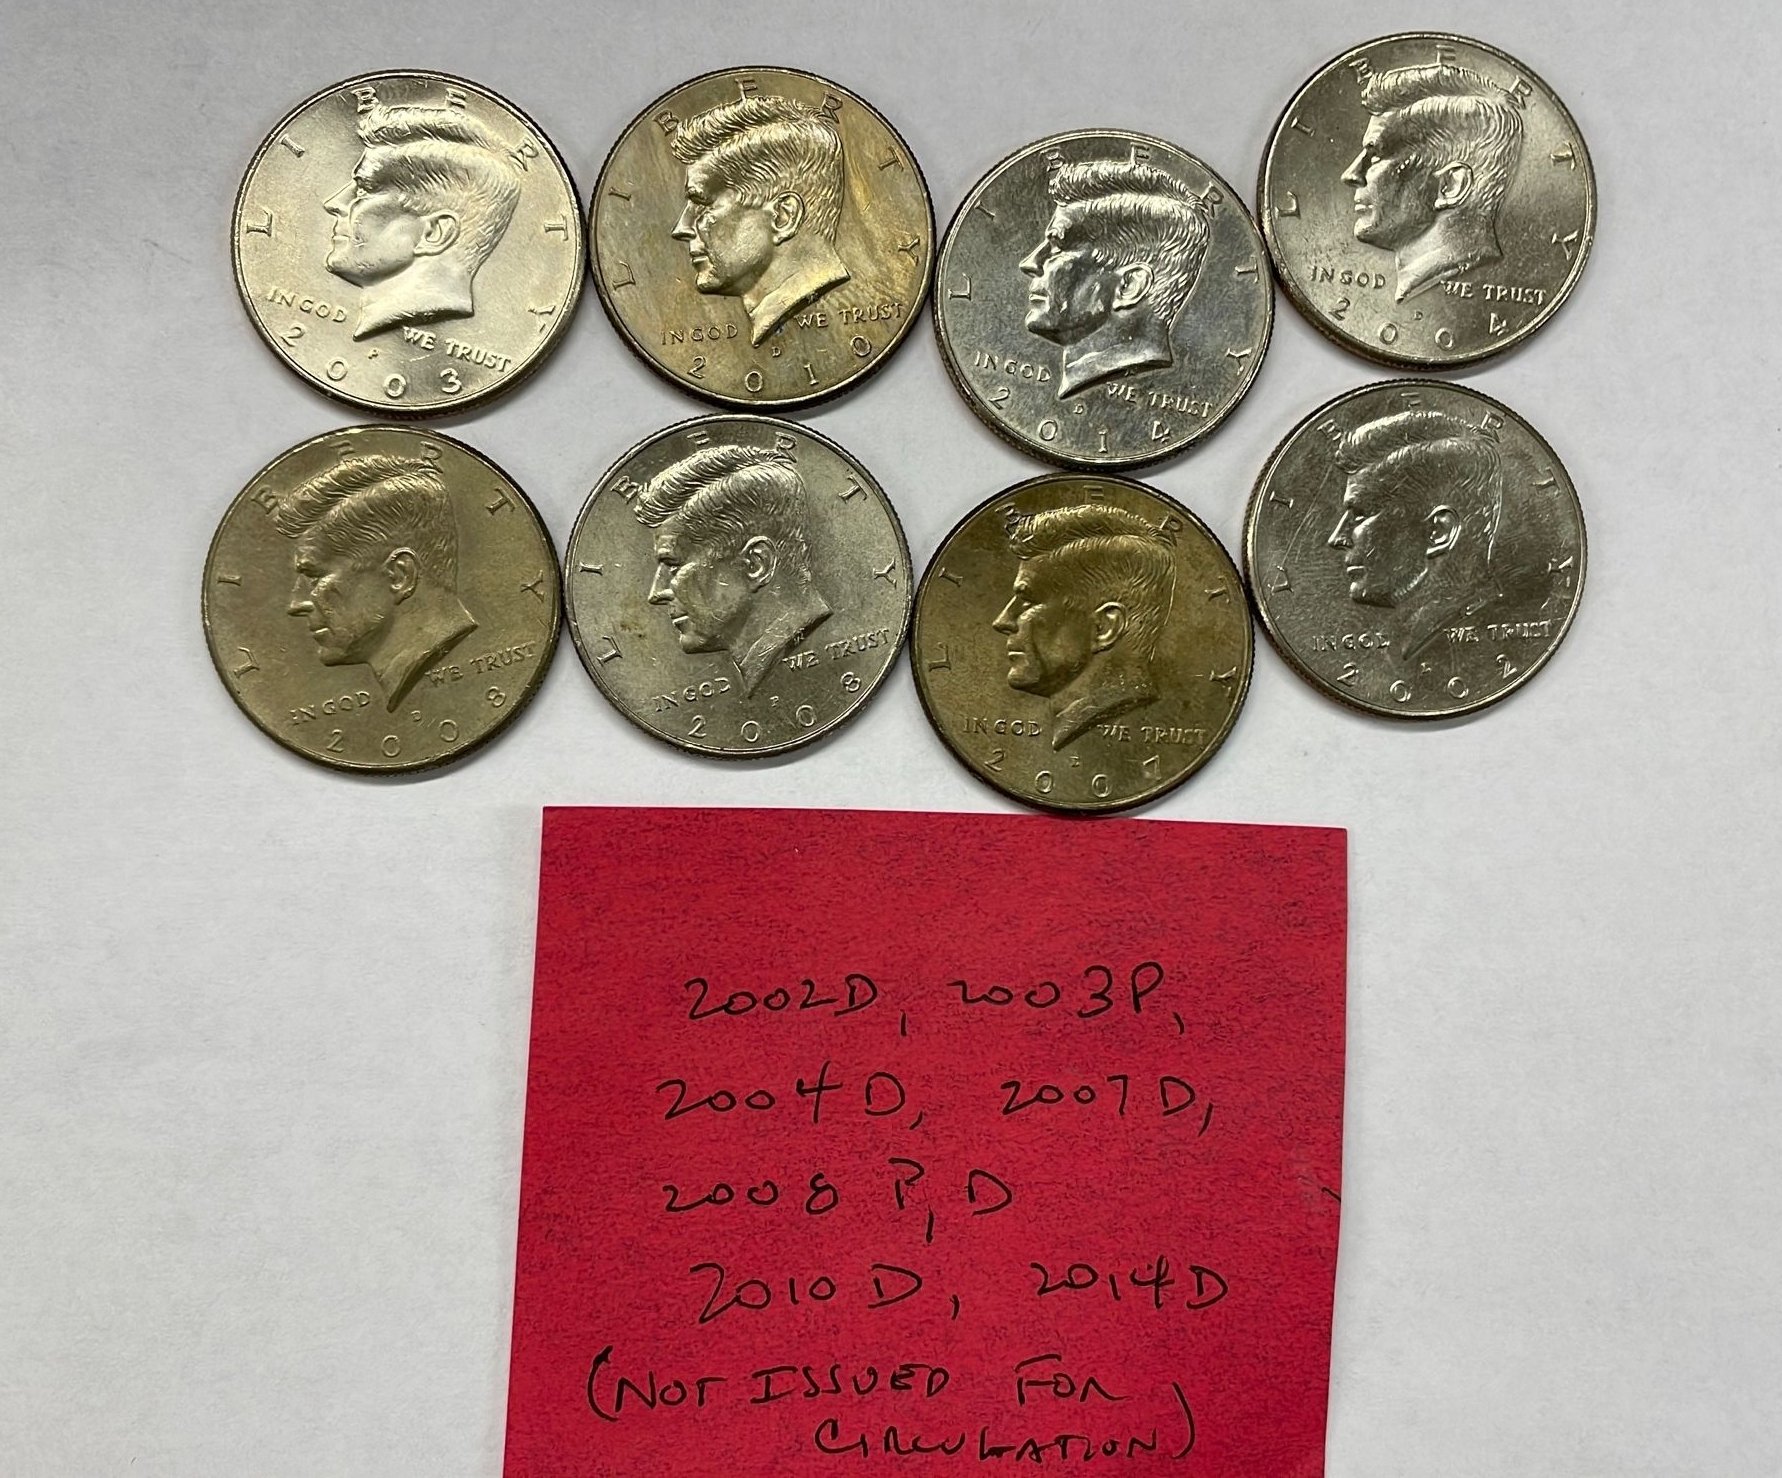 LIBERTY
IN GOD WE TRUST
P
2003
LIBERTY
IN GOD WE TRUST
D
2010
LIBERTY
IN GOD WE TRUST
D
2014
LIBERTY
IN GOD WE TRUST
D
2004
LIBERTY
IN GOD WE TRUST
D
2008
LIBERTY
IN GOD WE TRUST
P
2008
LIBERTY
IN GOD WE TRUST
D
2007
LIBERTY
IN GOD WE TRUST
2002
2002D, 2003P,
2004D, 2007D,
2008 P, D
2010 D, 2014D
(NOT ISSUED FOR
CIRCULATION)